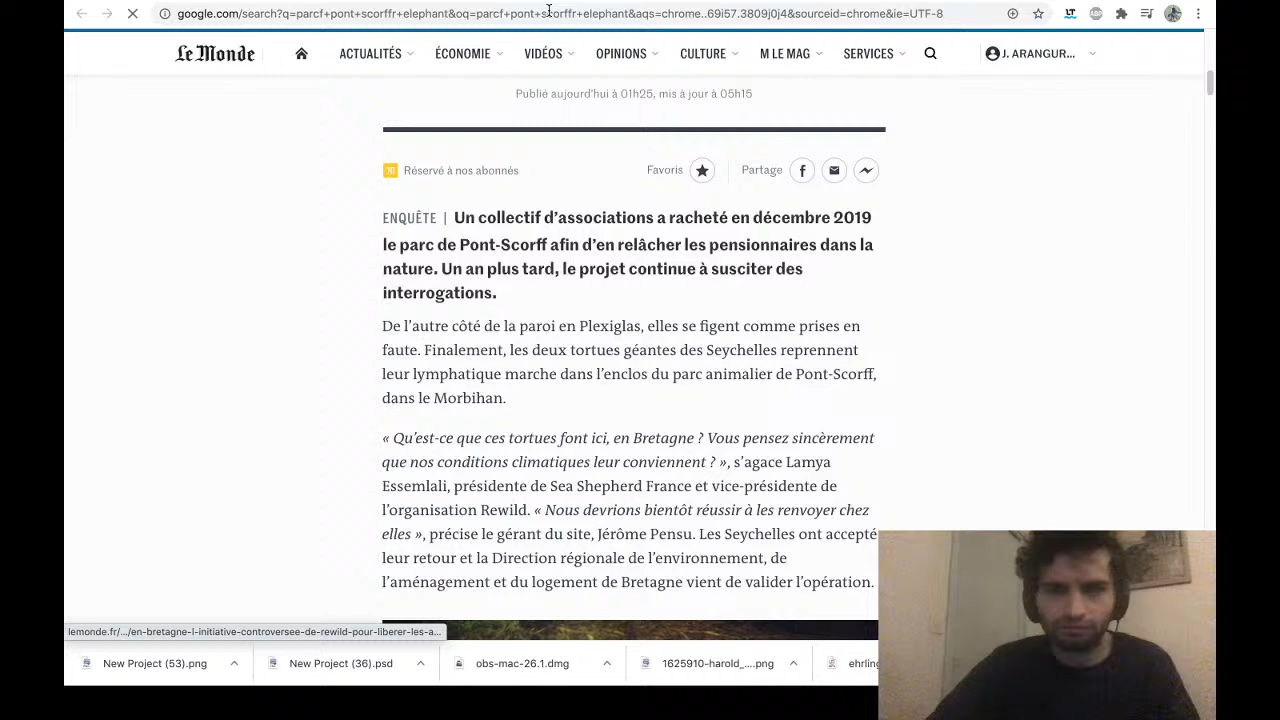 google.com/search?q=parcf+pont+scorffr+elephant&oq=parcf+pont+scorffr+elephant&aqs=chrome..69i57.3809j0j4&sourceid=chrome&ie=UTF-8
Le Monde
ACTUALITÉS
ÉCONOMIE
VIDÉOS
OPINIONS
CULTURE
M LE MAG
SERVICES
J. ARANGUR...
Publié aujourd'hui à 01h25, mis à jour à 05h15
Réservé à nos abonnés
Favoris
Partage
ENQUÊTE | Un collectif d'associations a racheté en décembre 2019
le parc de Pont-Scorff afin d'en relâcher les pensionnaires dans la
nature. Un an plus tard, le projet continue à susciter des
interrogations.
De l'autre côté de la paroi en Plexiglas, elles se figent comme prises en
faute. Finalement, les deux tortues géantes des Seychelles reprennent
leur lymphatique marche dans l'enclos du parc animalier de Pont-Scorff,
dans le Morbihan.
« Qu'est-ce que ces tortues font ici, en Bretagne ? Vous pensez sincèrement
que nos conditions climatiques leur conviennent ? », s'agace Lamya
Essemlali, présidente de Sea Shepherd France et vice-présidente de
l'organisation Rewild. « Nous devrions bientôt réussir à les renvoyer chez
elles », précise le gérant du site, Jérôme Pensu. Les Seychelles ont accepté
leur retour et la Direction régionale de l'environnement, de
l'aménagement et du logement de Bretagne vient de valider l'opération.
lemonde.fr/.../en-bretagne-l-initiative-controversee-de-rewild-pour-liberer-les-a...
New Project (53).png
New Project (36).psd
obs-mac-26.1.dmg
1625910-harold_....png
ehrling